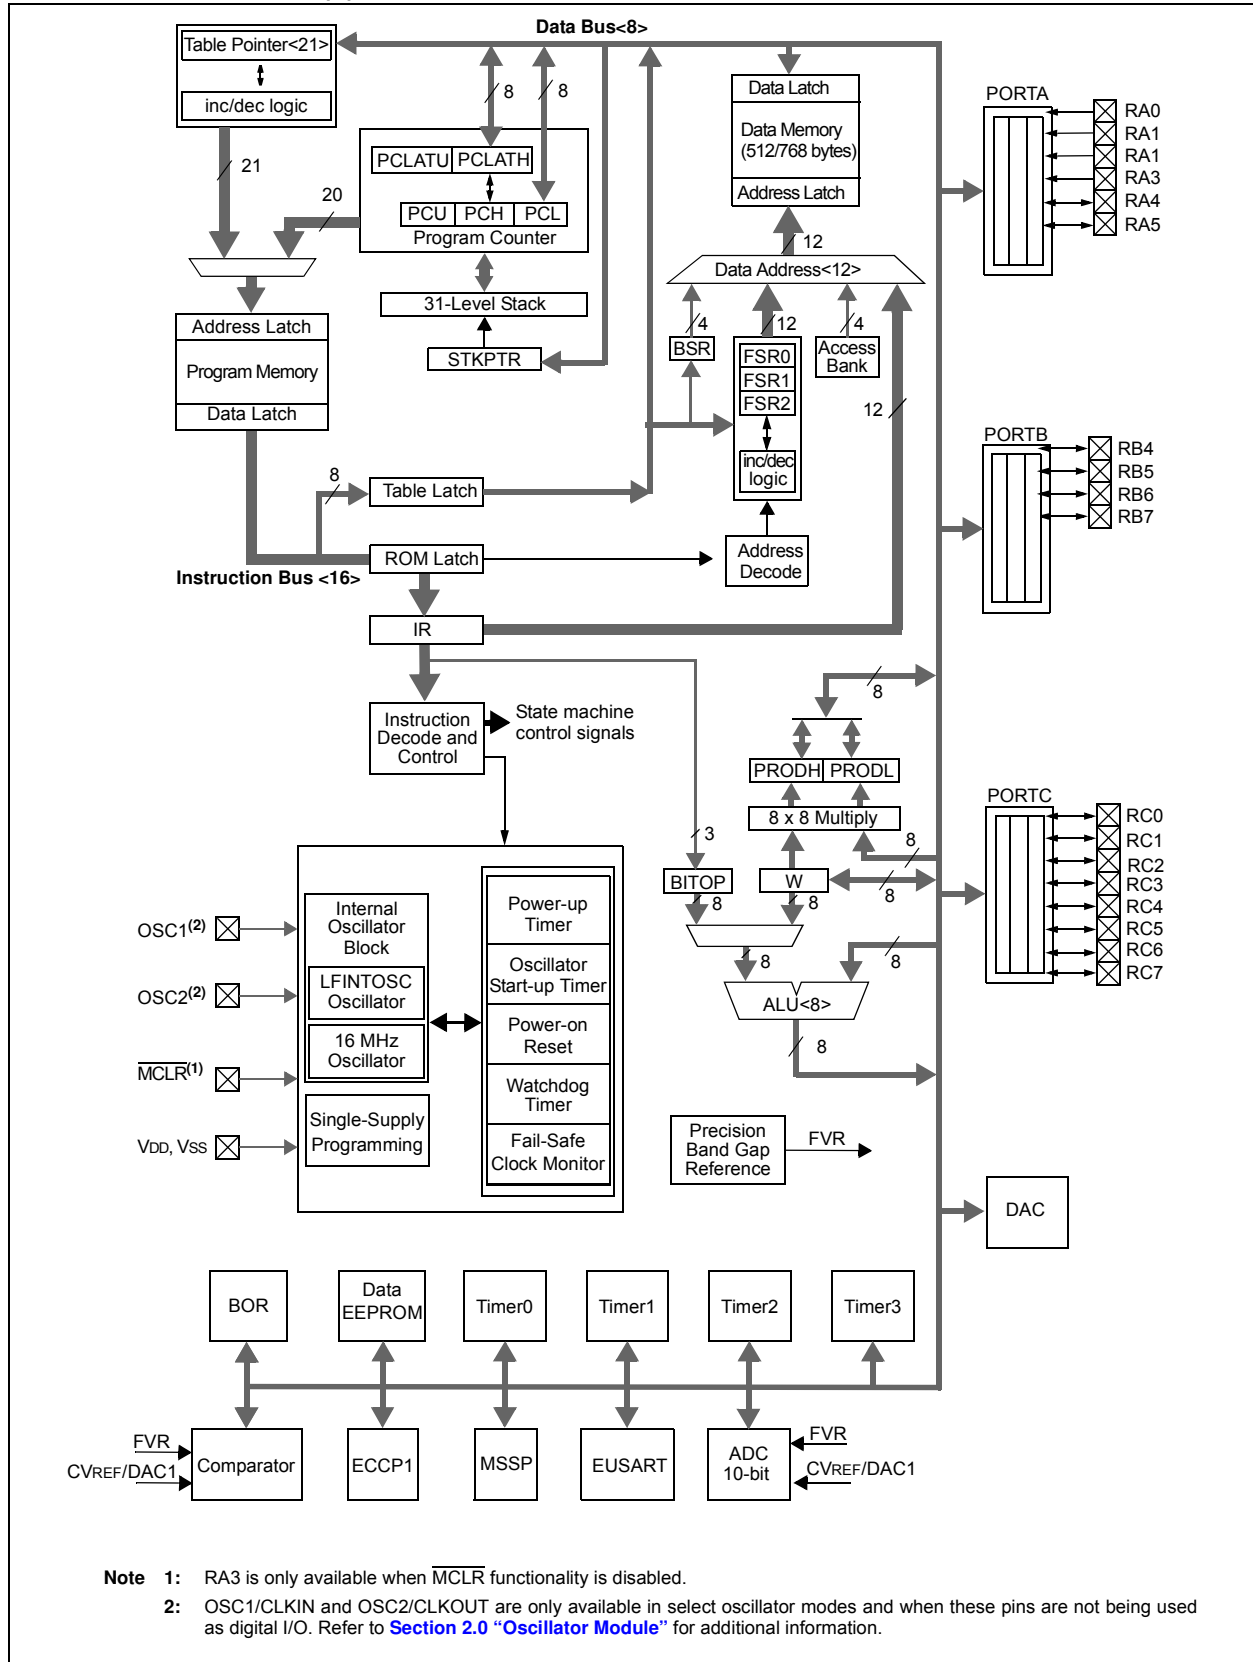 Data Bus<8>
Table Pointer<21>
inc/dec logic
21
20
8
8
PCLATU PCLATH
PCU PCH PCL
Program Counter
31-Level Stack
STKPTR
Address Latch
Program Memory
Data Latch
8
Table Latch
ROM Latch
Instruction Bus <16>
IR
Data Latch
Data Memory
(512/768 bytes)
Address Latch
12
Data Address<12>
4
12
4
BSR
FSR0
FSR1
FSR2
inc/dec
logic
Access
Bank
12
Address
Decode
PORTA
RA0
RA1
RA1
RA3
RA4
RA5
PORTB
RB4
RB5
RB6
RB7
Instruction
Decode and
Control
State machine
control signals
8
PRODH PRODL
8 x 8 Multiply
3
8
BITOP
W
8
8
8
8
8
ALU<8>
8
PORTC
RC0
RC1
RC2
RC3
RC4
RC5
RC6
RC7
OSC1(2)
OSC2(2)
MCLR(1)
VDD, VSS
Internal
Oscillator
Block
LFINTOSC
Oscillator
16 MHz
Oscillator
Single-Supply
Programming
Power-up
Timer
Oscillator
Start-up Timer
Power-on
Reset
Watchdog
Timer
Fail-Safe
Clock Monitor
Precision
Band Gap
Reference
FVR
DAC
BOR
Data
EEPROM
Timer0
Timer1
Timer2
Timer3
FVR
CVREF/DAC1
Comparator
ECCP1
MSSP
EUSART
ADC
10-bit
FVR
CVREF/DAC1
Note 1: RA3 is only available when MCLR functionality is disabled.
2: OSC1/CLKIN and OSC2/CLKOUT are only available in select oscillator modes and when these pins are not being used
as digital I/O. Refer to Section 2.0 “Oscillator Module” for additional information.